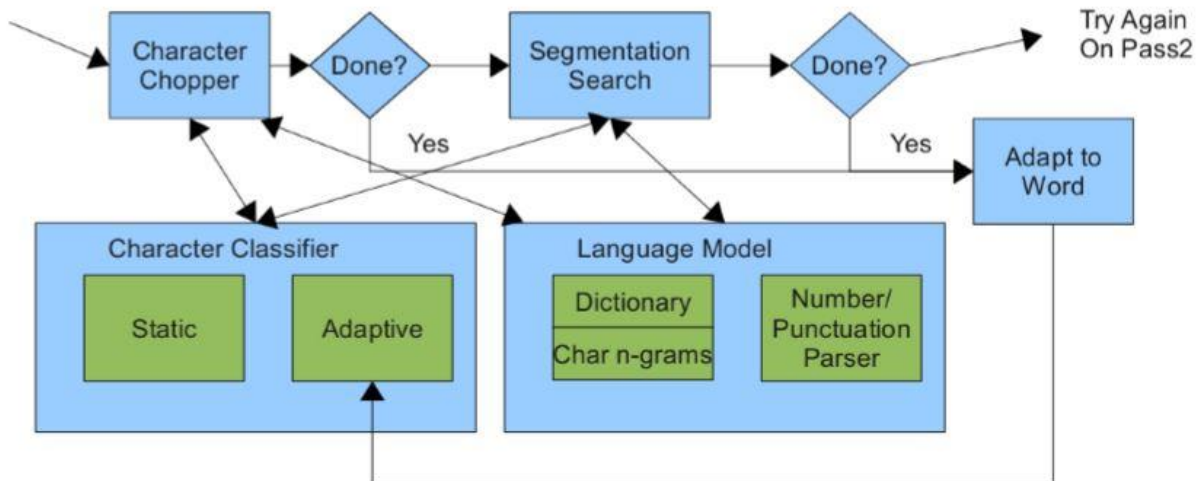 Character
Chopper
Done?
Segmentation
Search
Done?
Try Again
On Pass2
Yes
Yes
Adapt to
Word
Character Classifier
Static
Adaptive
Language Model
Dictionary
Char n-grams
Number/
Punctuation
Parser